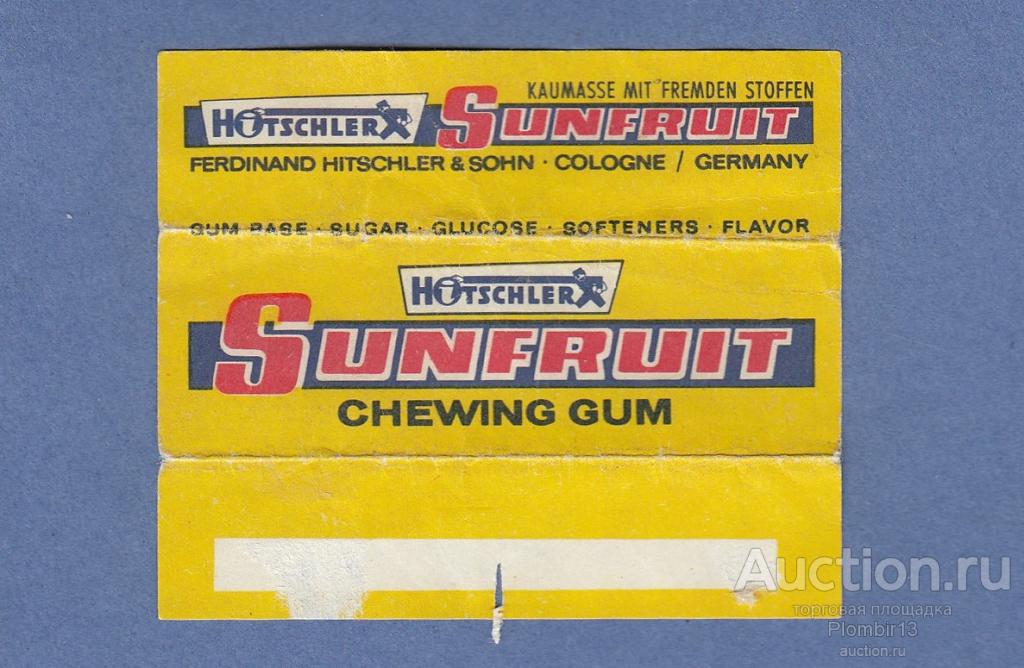 KAUMASSE MIT FREMDEN STOFFEN
HITSCHLER SUNFRUIT
FERDINAND HITSCHLER & SOHN · COLOGNE / GERMANY
GUM BASE · SUGAR · GLUCOSE · SOFTENERS · FLAVOR
HITSCHLER
SUNFRUIT
CHEWING GUM
Auction.ru
торговая площадка
Plombir13
auction.ru